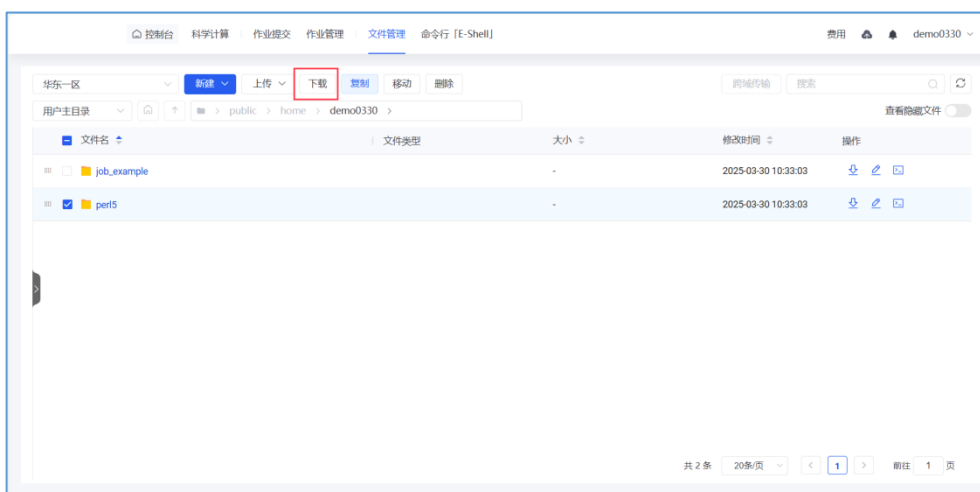 控制台 科学计算 作业提交 作业管理 文件管理 命令行「E-Shell」 费用 demo0330
华东一区 新建 上传 下载 复制 移动 删除 跨域传输 搜索
用户主目录 > public > home > demo0330 > 查看隐藏文件
文件名 文件类型 大小 修改时间 操作
job_example - 2025-03-30 10:33:03
perl5 - 2025-03-30 10:33:03
共 2 条 20条/页 < 1 > 前往 1 页